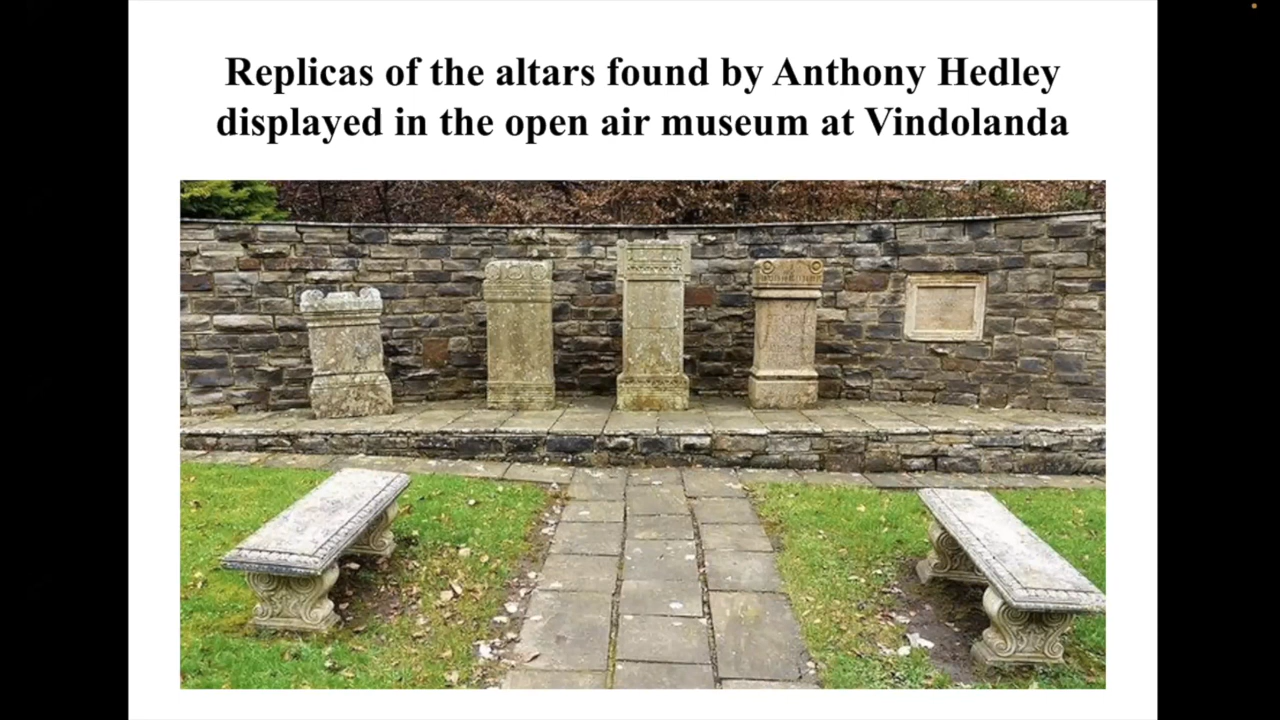 Replicas of the altars found by Anthony Hedley
displayed in the open air museum at Vindolanda